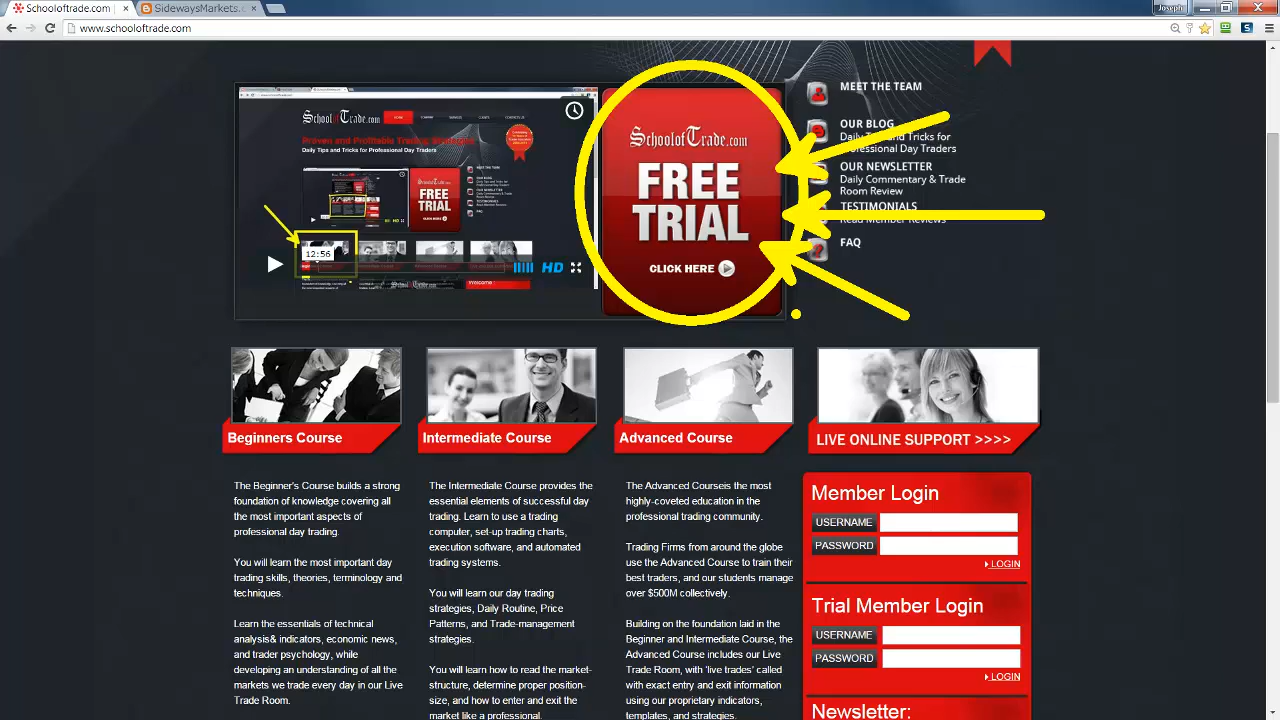 Schooloftrade.com
SidewaysMarkets.c
Joseph
www.schooloftrade.com
SchoolofTrade.com
HOME
Proven and Profitable Trading Strategies
Daily Tips and Tricks for Professional Day Traders
SchoolofTrade.com
FREE
TRIAL
CLICK HERE
12:56
HD
SchoolofTrade.com
FREE
TRIAL
CLICK HERE
MEET THE TEAM
OUR BLOG
Daily Tips and Tricks for
Professional Day Traders
OUR NEWSLETTER
Daily Commentary & Trade
Room Review
TESTIMONIALS
Read Member Reviews
FAQ
Beginners Course
Intermediate Course
Advanced Course
LIVE ONLINE SUPPORT >>>>
The Beginner's Course builds a strong
foundation of knowledge covering all
the most important aspects of
professional day trading.
You will learn the most important day
trading skills, theories, terminology and
techniques.
Learn the essentials of technical
analysis& indicators, economic news,
and trader psychology, while
developing an understanding of all the
markets we trade every day in our Live
Trade Room.
The Intermediate Course provides the
essential elements of successful day
trading. Learn to use a trading
computer, set-up trading charts,
execution software, and automated
trading systems.
You will learn our day trading
strategies, Daily Routine, Price
Patterns, and Trade-management
strategies.
You will learn how to read the market-
structure, determine proper position-
size, and how to enter and exit the
market like a professional.
The Advanced Courseis the most
highly-coveted education in the
professional trading community.
Trading Firms from around the globe
use the Advanced Course to train their
best traders, and our students manage
over $500M collectively.
Building on the foundation laid in the
Beginner and Intermediate Course, the
Advanced Course includes our Live
Trade Room, with 'live trades' called
with exact entry and exit information
using our proprietary indicators,
templates, and strategies.
Member Login
USERNAME
PASSWORD
LOGIN
Trial Member Login
USERNAME
PASSWORD
LOGIN
Newsletter: